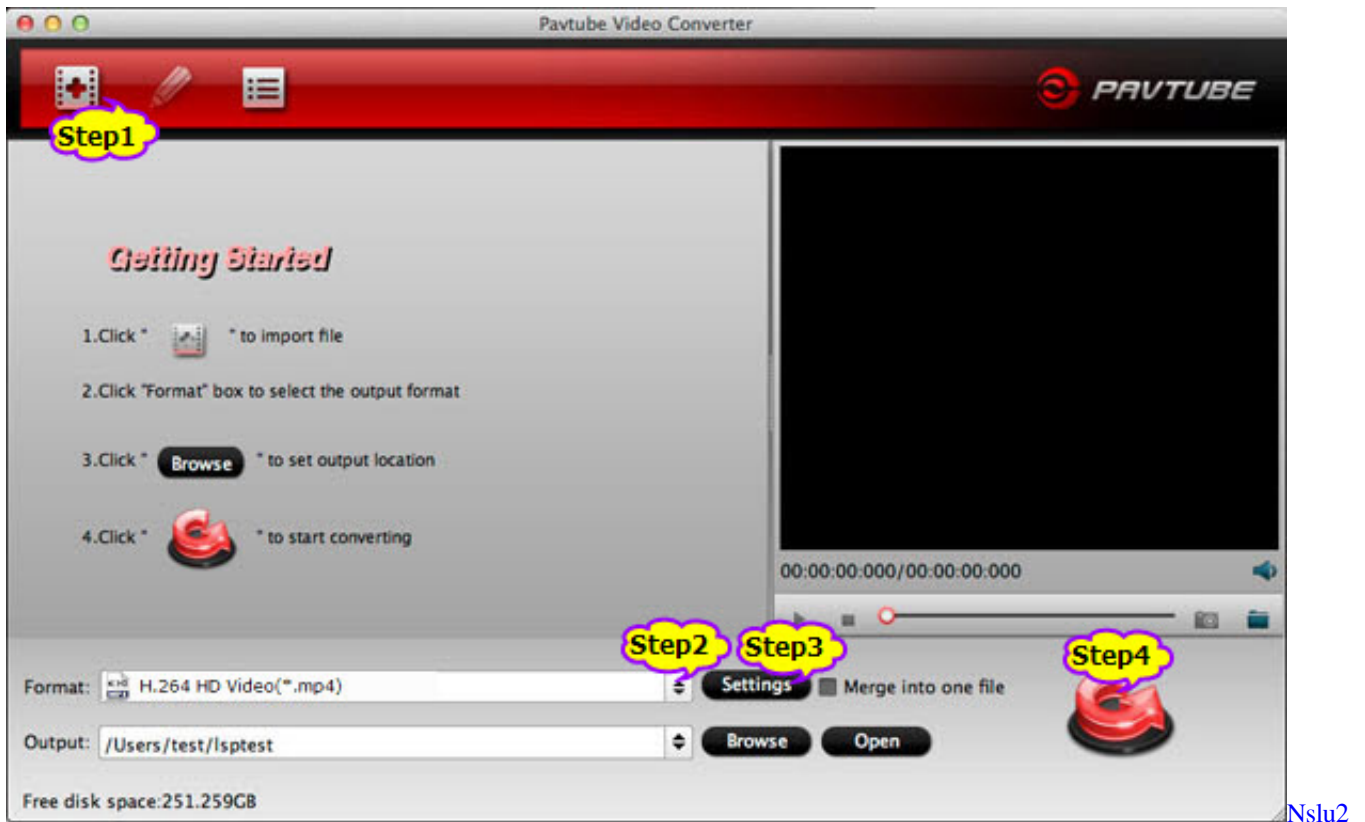 Pavtube Video Converter
PAVTUBE
Step1
Getting Started
1.Click " " to import file
2.Click "Format" box to select the output format
3.Click " Browse " to set output location
4.Click " " to start converting
00:00:00:000/00:00:00:000
Step2 Step3 Step4
Format: H.264 HD Video(*.mp4) Settings Merge into one file
Output: /Users/test/lsptest Browse Open
Free disk space:251.259GB
Nslu2